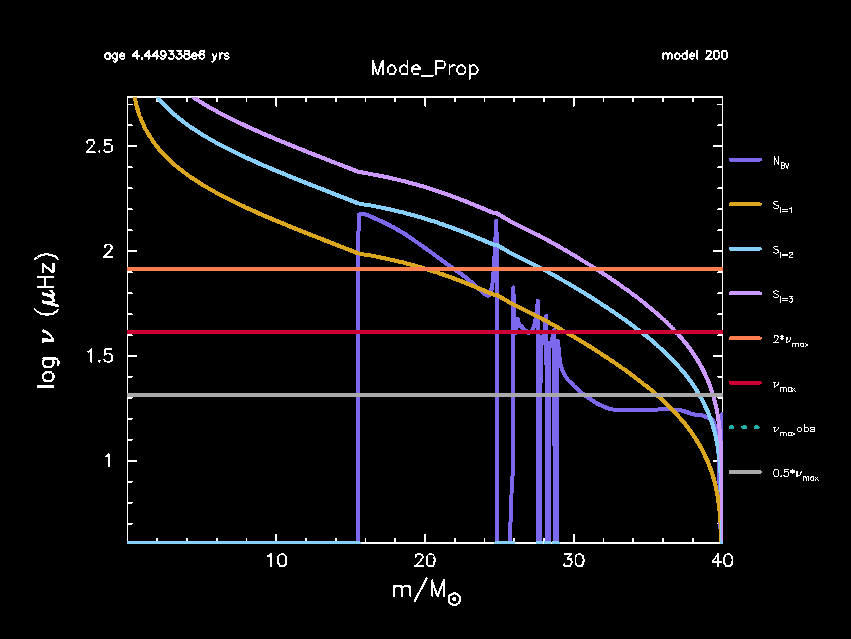 age 4.449338e6 yrs
model 200
Mode_Prop
log ν (μHz)
2.5
2
1.5
1
10
20
30
40
m/M☉
N_BV
S_l=1
S_l=2
S_l=3
2*ν_max
ν_max
ν_max obs
0.5*ν_max